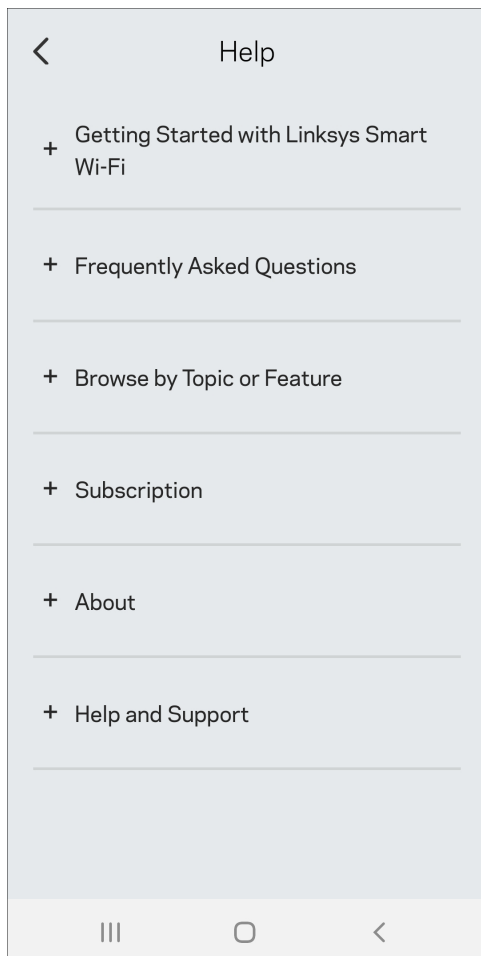 Help
Getting Started with Linksys Smart
Wi-Fi
Frequently Asked Questions
Browse by Topic or Feature
Subscription
About
Help and Support